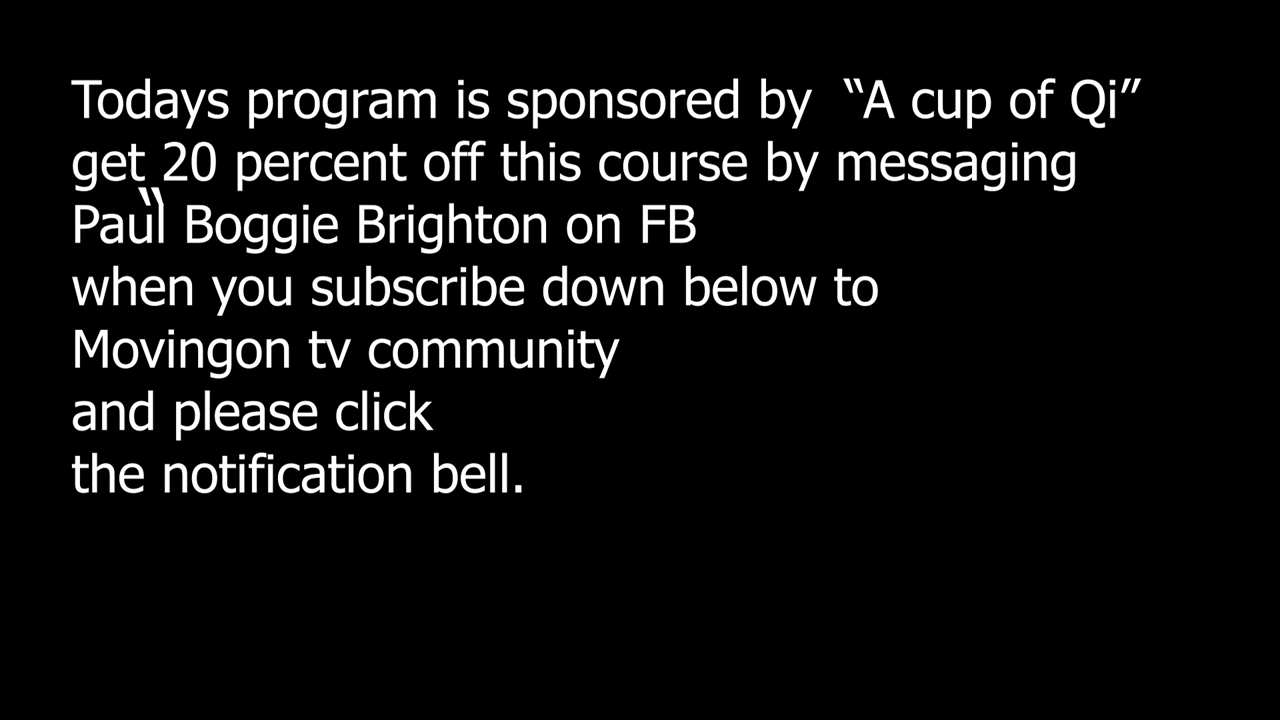 Todays program is sponsored by “A cup of Qi”
get 20 percent off this course by messaging
“
Paul Boggie Brighton on FB
when you subscribe down below to
Movingon tv community
and please click
the notification bell.